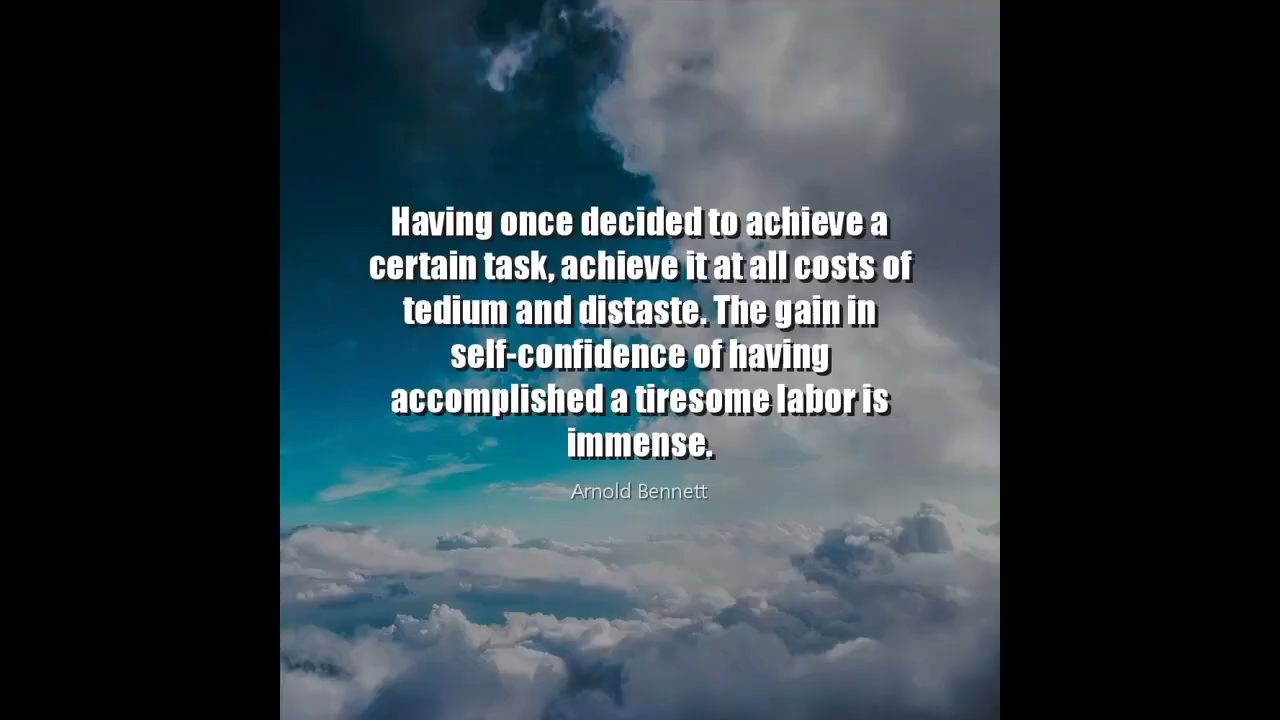 Having once decided to achieve a
certain task, achieve it at all costs of
tedium and distaste. The gain in
self-confidence of having
accomplished a tiresome labor is
immense.
Arnold Bennett